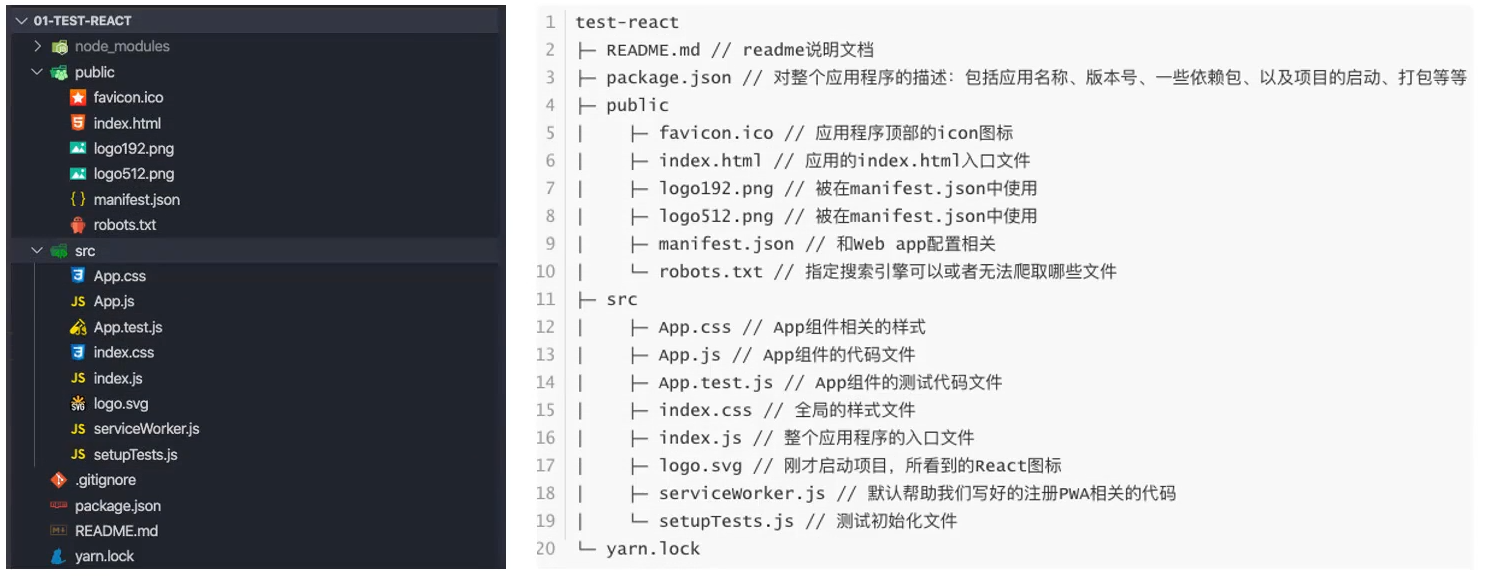 01-TEST-REACT
node_modules
public
favicon.ico
index.html
logo192.png
logo512.png
manifest.json
robots.txt
src
App.css
App.js
App.test.js
index.css
index.js
logo.svg
serviceWorker.js
setupTests.js
.gitignore
package.json
README.md
yarn.lock
1 test-react
2 ├─ README.md // readme说明文档
3 ├─ package.json // 对整个应用程序的描述：包括应用名称、版本号、一些依赖包、以及项目的启动、打包等等
4 ├─ public
5 |    ├─ favicon.ico // 应用程序顶部的icon图标
6 |    ├─ index.html // 应用的index.html入口文件
7 |    ├─ logo192.png // 被在manifest.json中使用
8 |    ├─ logo512.png // 被在manifest.json中使用
9 |    ├─ manifest.json // 和Web app配置相关
10 |    └─ robots.txt // 指定搜索引擎可以或者无法爬取哪些文件
11 ├─ src
12 |    ├─ App.css // App组件相关的样式
13 |    ├─ App.js // App组件的代码文件
14 |    ├─ App.test.js // App组件的测试代码文件
15 |    ├─ index.css // 全局的样式文件
16 |    ├─ index.js // 整个应用程序的入口文件
17 |    ├─ logo.svg // 刚才启动项目，所看到的React图标
18 |    ├─ serviceWorker.js // 默认帮助我们写好的注册PWA相关的代码
19 |    └─ setupTests.js // 测试初始化文件
20 └─ yarn.lock